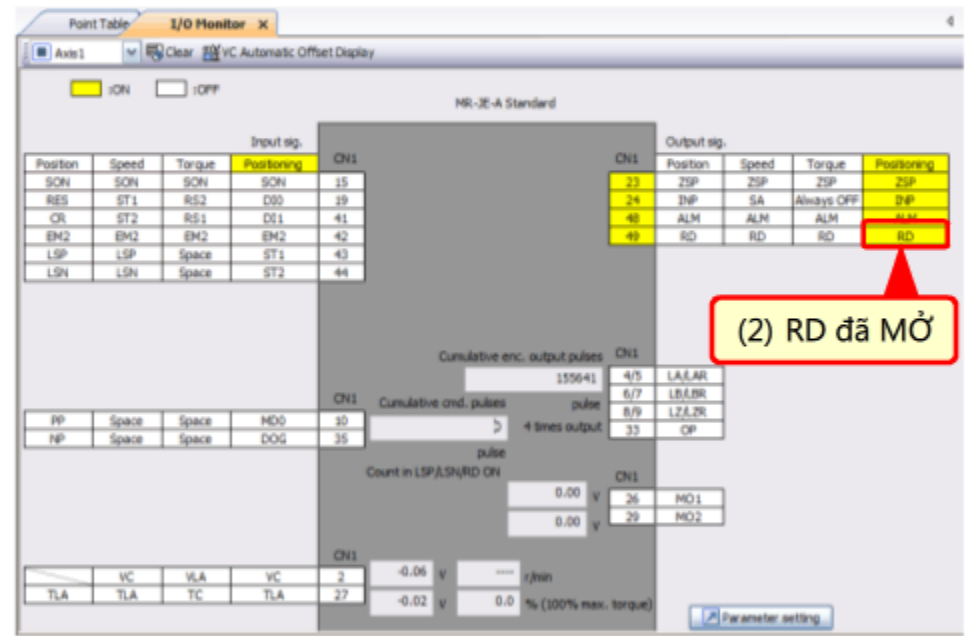 Point Table I/O Monitor ×
Axis1 Clear VC Automatic Offset Display
:ON :OFF
MR-JE-A Standard
Input sig. Output sig.
Position Speed Torque Positioning CN1 CN1 Position Speed Torque Positioning
SON SON SON SON 15 23 ZSP ZSP ZSP ZSP
RES ST1 RS2 DI0 19 24 INP SA Always OFF INP
CR ST2 RS1 DI1 41 48 ALM ALM ALM ALM
EM2 EM2 EM2 EM2 42 49 RD RD RD RD
LSP LSP Space ST1 43
LSN LSN Space ST2 44
(2) RD đã MỞ
Cumulative enc. output pulses CN1
155641 4/5 LA/LAR
pulse 6/7 LB/LBR
4 times output 8/9 LZ/LZR
33 OP
CN1 Cumulative cmd. pulses
PP Space Space MD0 10
NP Space Space DOG 35
pulse
Count in LSP/LSN/RD ON
CN1
0.00 V 26 MO1
0.00 V 29 MO2
CN1
VC VLA VC 2 -0.06 V ---- r/min
TLA TLA TC TLA 27 -0.02 V 0.0 % (100% max. torque)
Parameter setting